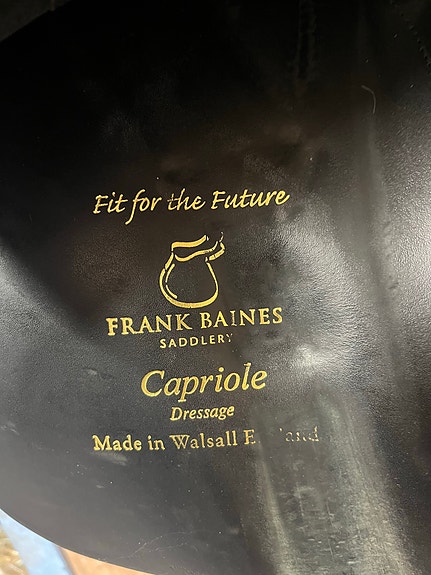 Fit for the Future
FRANK BAINES
SADDLERY
Capriole
Dressage
Made in Walsall